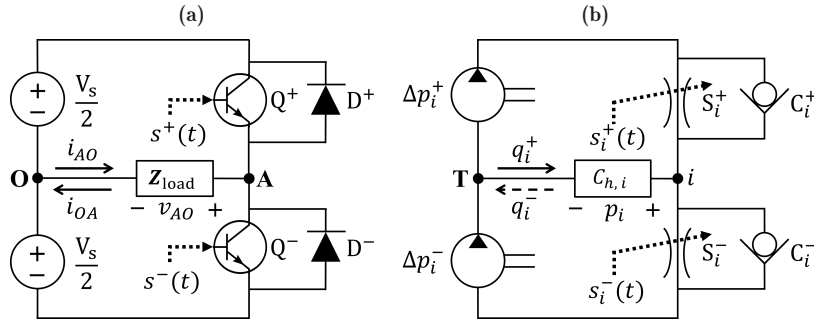 (a)
V_s/2
V_s/2
O
i_AO
i_OA
Z_load
− v_AO +
A
s^+(t)
Q^+
D^+
s^−(t)
Q^−
D^−
(b)
Δp_i^+
Δp_i^−
T
q_i^+
q_i^−
C_{h,i}
− p_i +
i
s_i^+(t)
S_i^+
C_i^+
s_i^−(t)
S_i^−
C_i^−